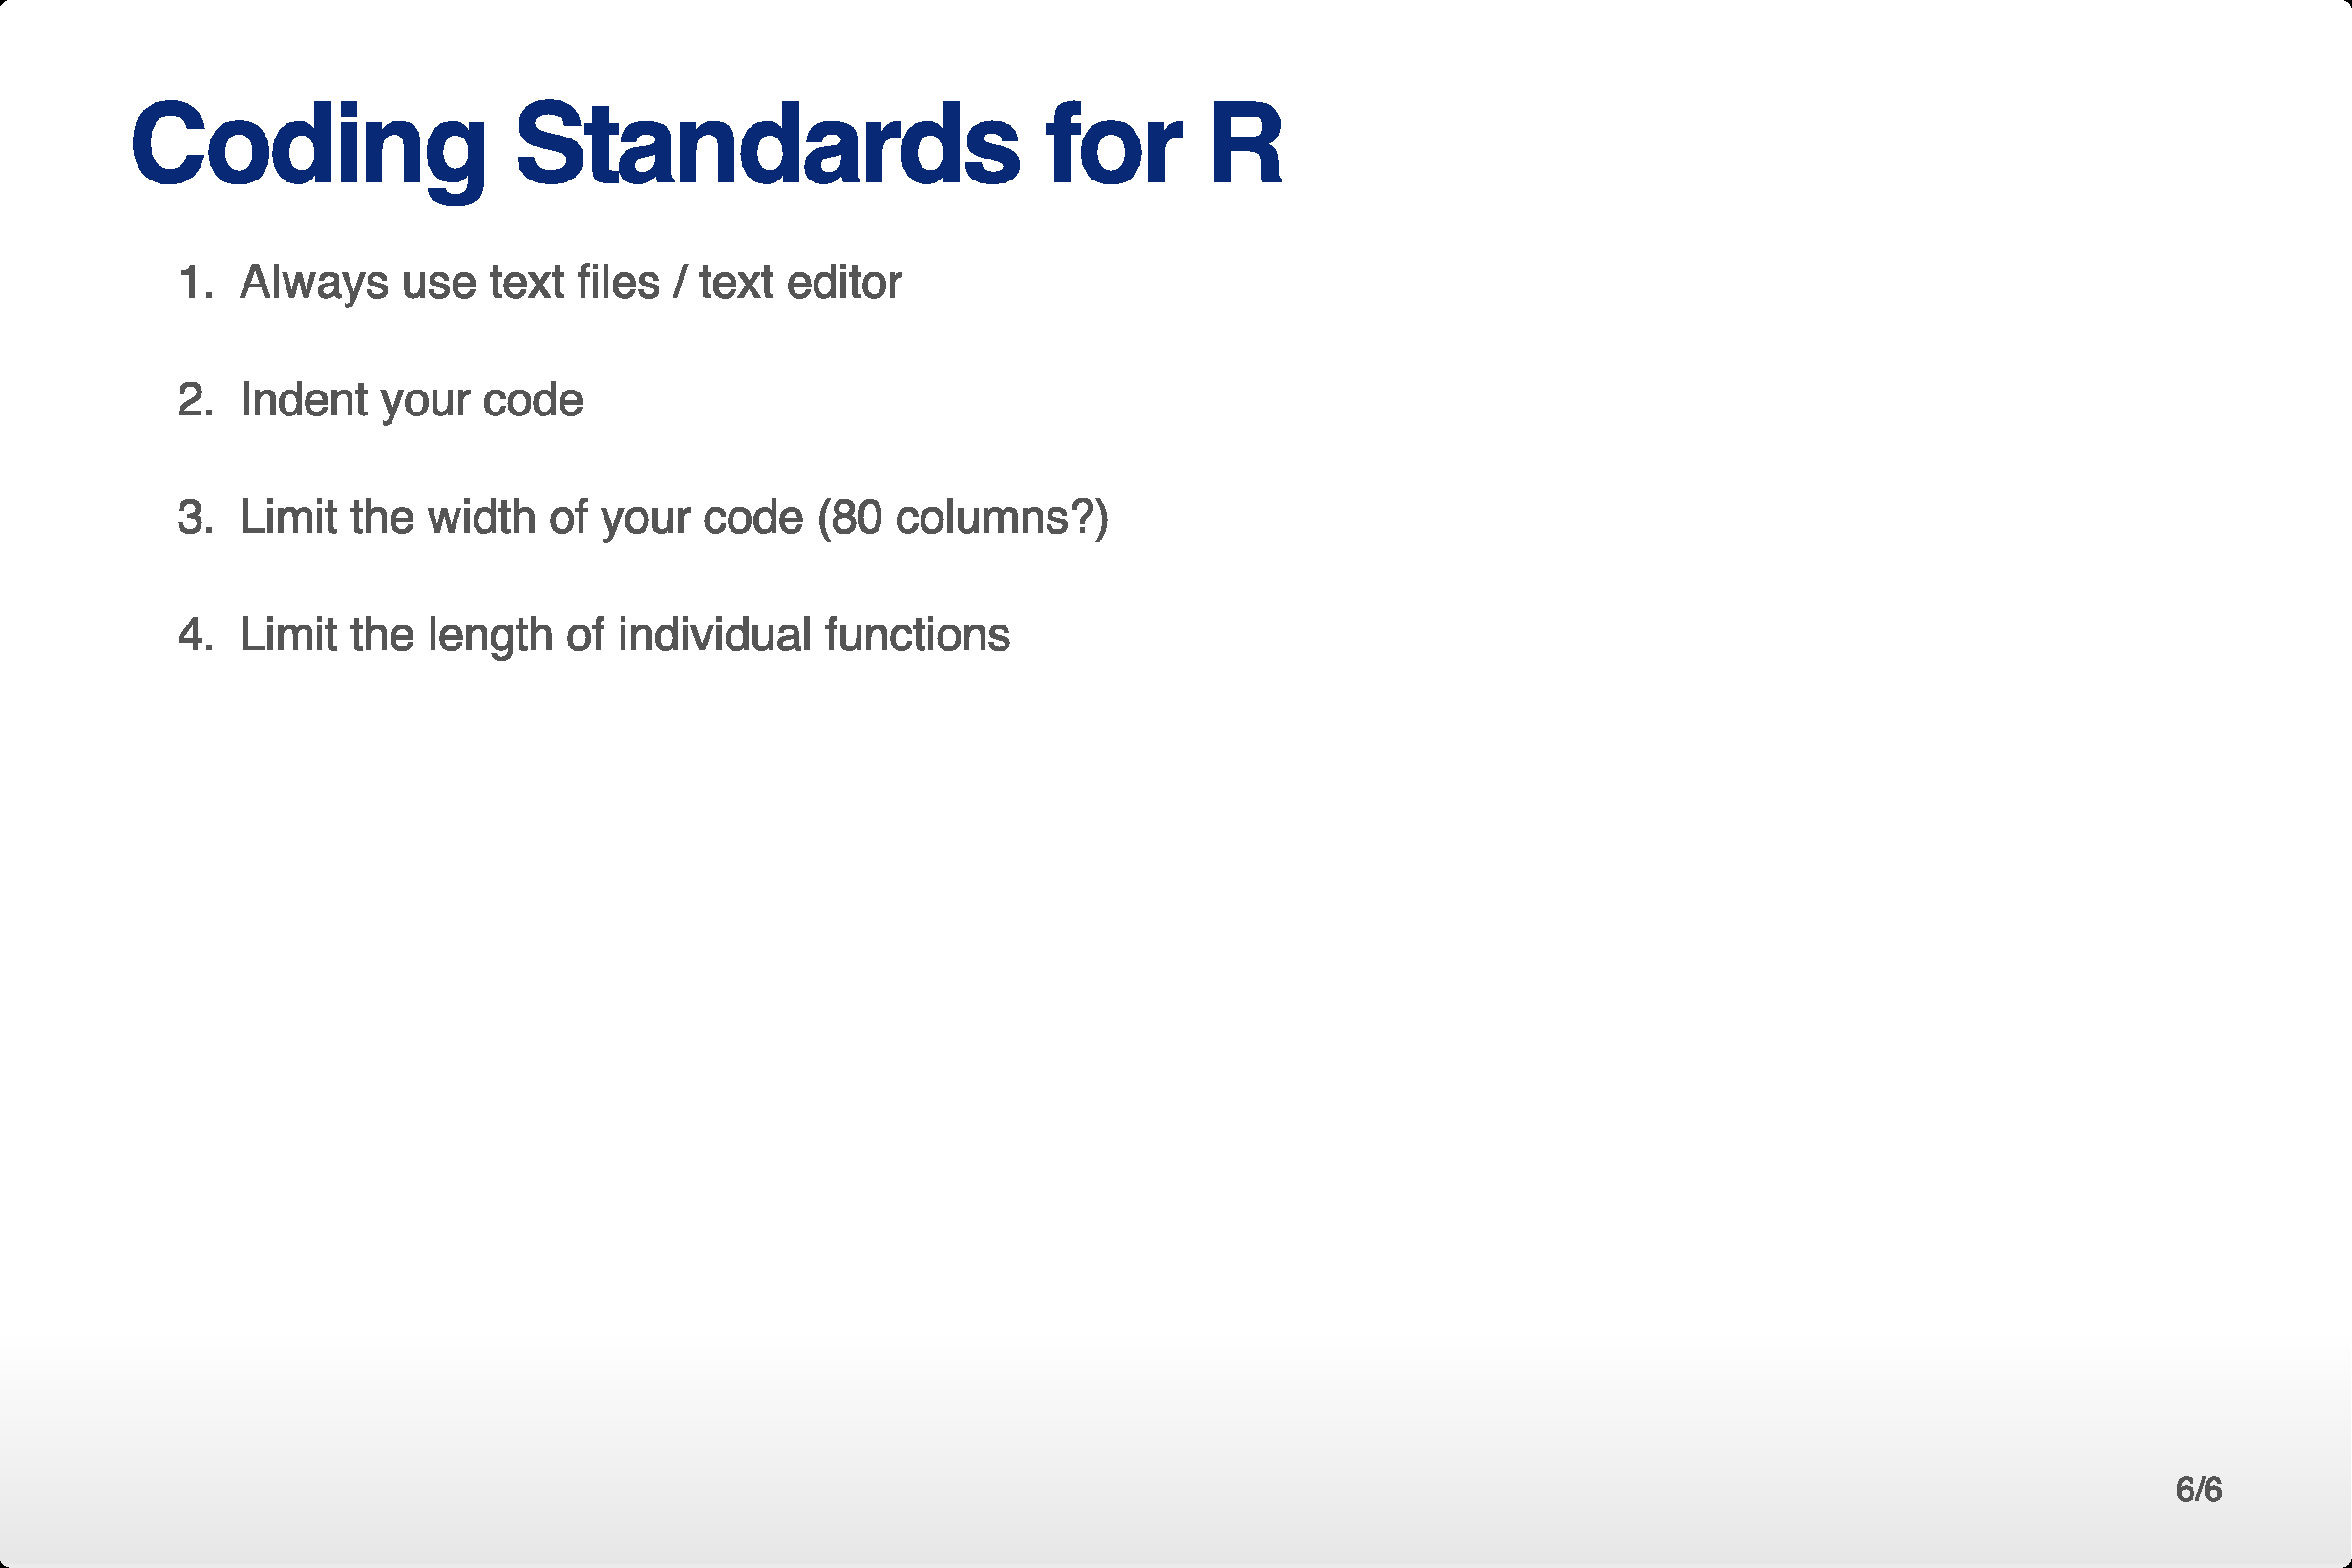 Coding Standards for R
1. Always use text files / text editor
2. Indent your code
3. Limit the width of your code (80 columns?)
4. Limit the length of individual functions
6/6